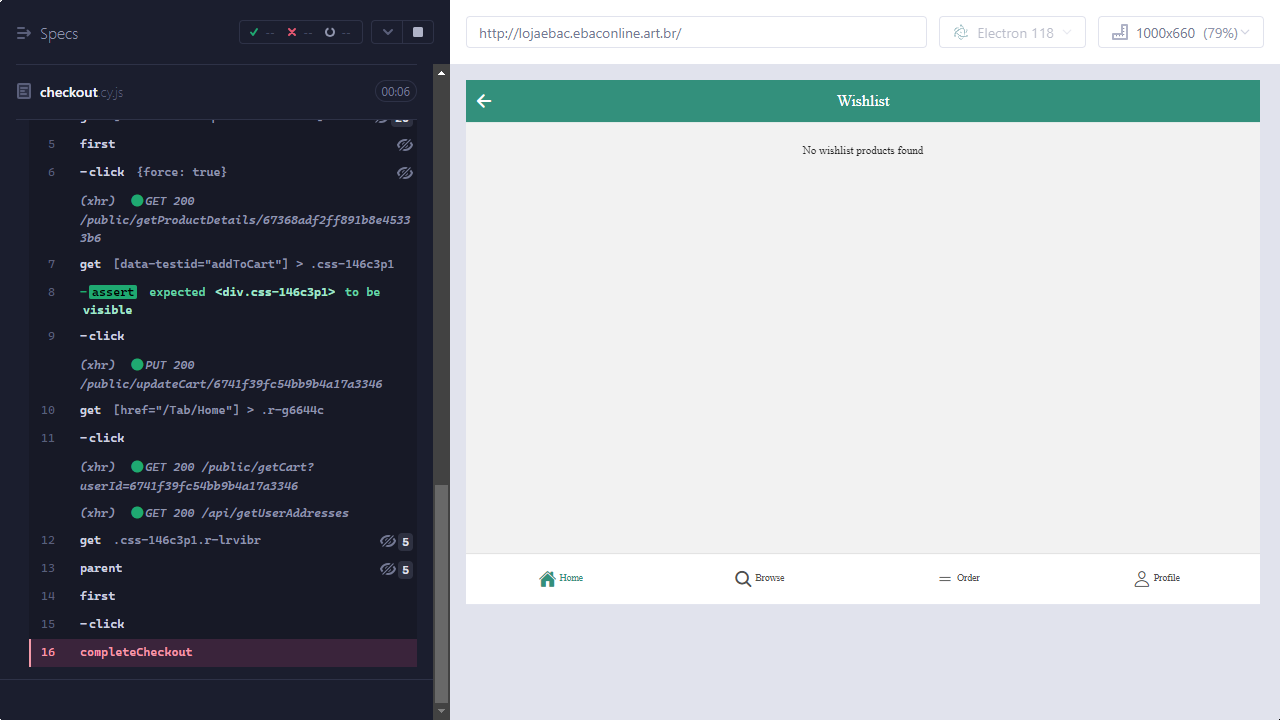 Specs
--
--
--
http://lojaebac.ebaconline.art.br/
Electron 118
1000x660 (79%)
checkout.cy.js
00:06
5 first
6 -click {force: true}
(xhr) GET 200
/public/getProductDetails/67368adf2ff891b8e4533
3b6
7 get [data-testid="addToCart"] > .css-146c3p1
8 -assert expected <div.css-146c3p1> to be
visible
9 -click
(xhr) PUT 200
/public/updateCart/6741f39fc54bb9b4a17a3346
10 get [href="/Tab/Home"] > .r-g6644c
11 -click
(xhr) GET 200 /public/getCart?
userId=6741f39fc54bb9b4a17a3346
(xhr) GET 200 /api/getUserAddresses
12 get .css-146c3p1.r-lrvibr 5
13 parent 5
14 first
15 -click
16 completeCheckout
Wishlist
No wishlist products found
Home
Browse
Order
Profile